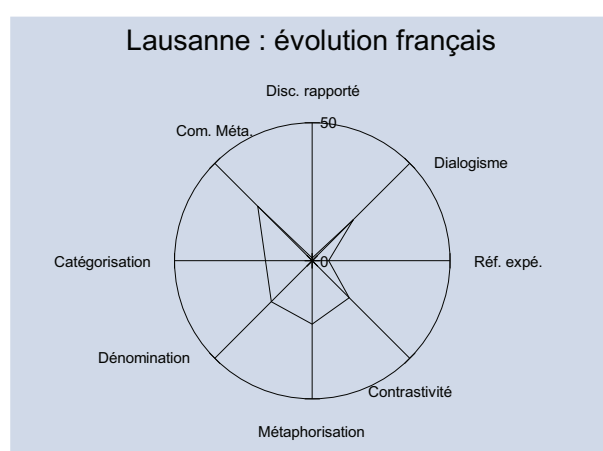 Lausanne : évolution français
Disc. rapporté
50
Com. Méta.
Dialogisme
Catégorisation
0
Réf. expé.
Dénomination
Contrastivité
Métaphorisation